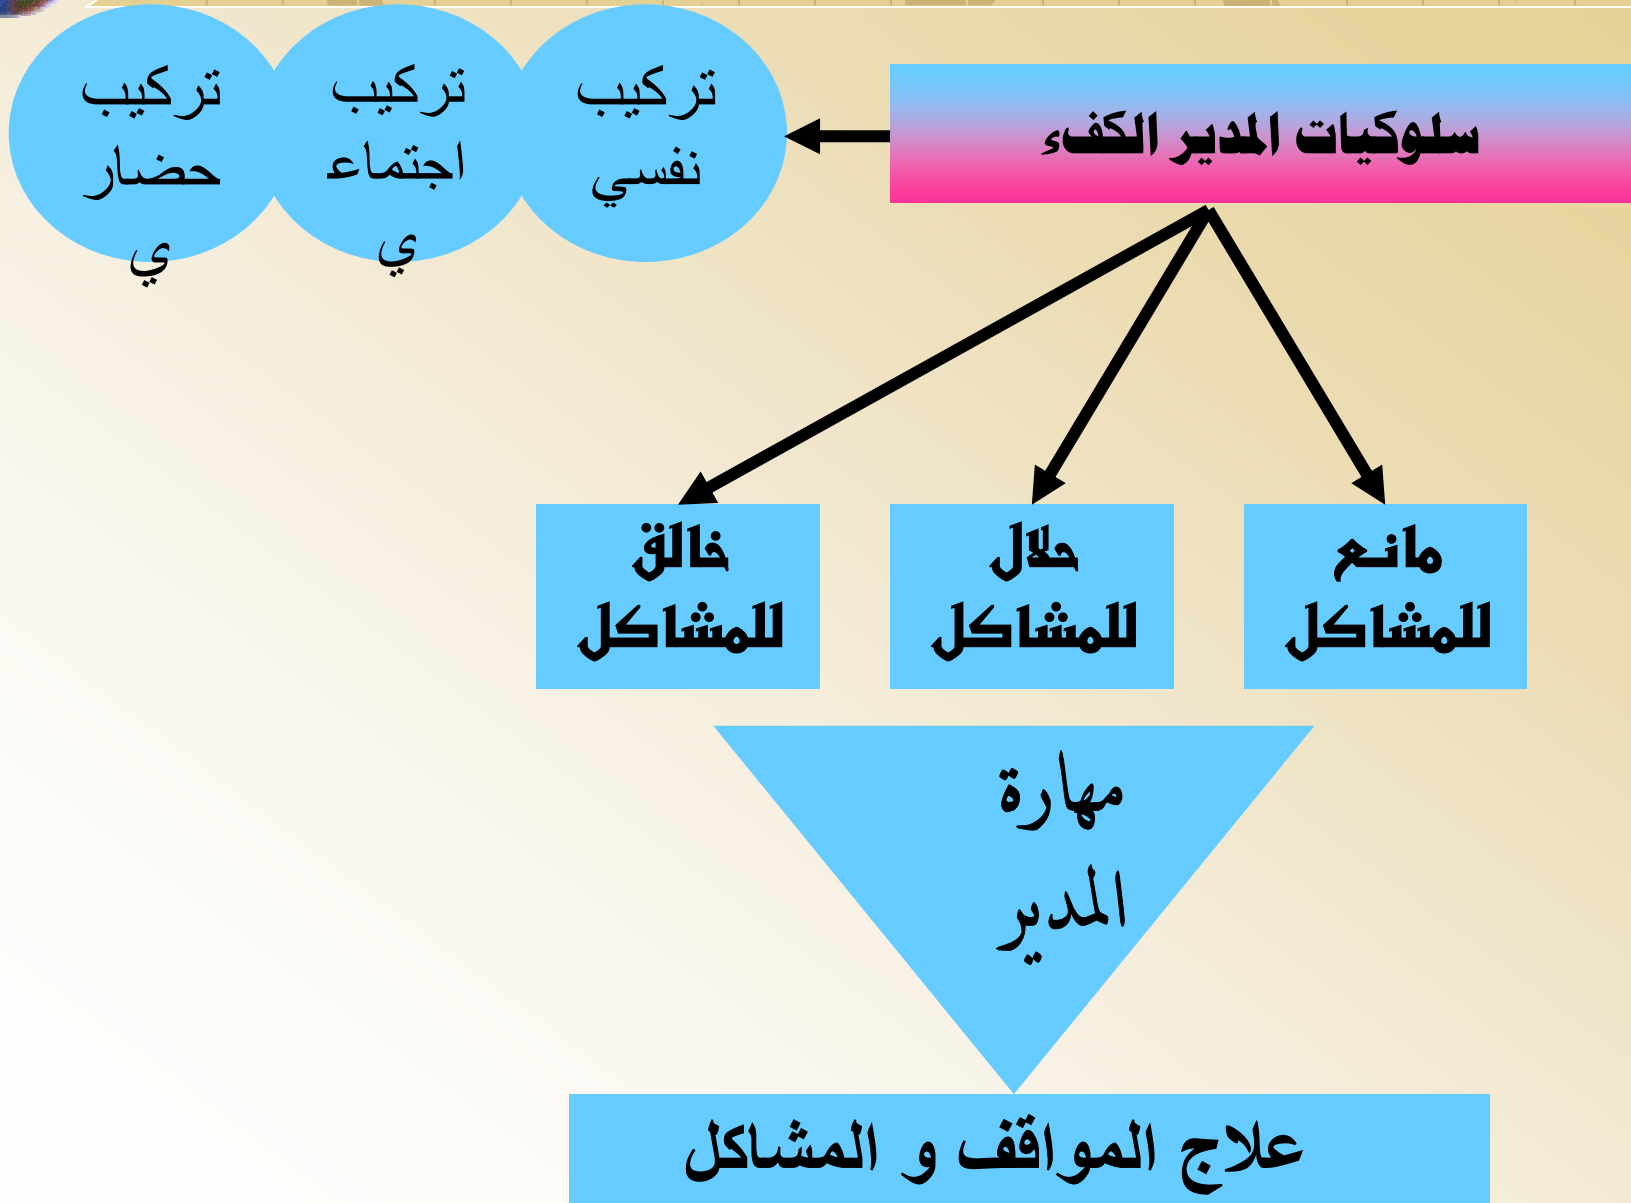 سلوكيات المدير الكفء
تركيب
نفسي
تركيب
اجتماع
ي
تركيب
حضار
ي
مانع
للمشاكل
حلال
للمشاكل
خالق
للمشاكل
مهارة
المدير
علاج المواقف و المشاكل